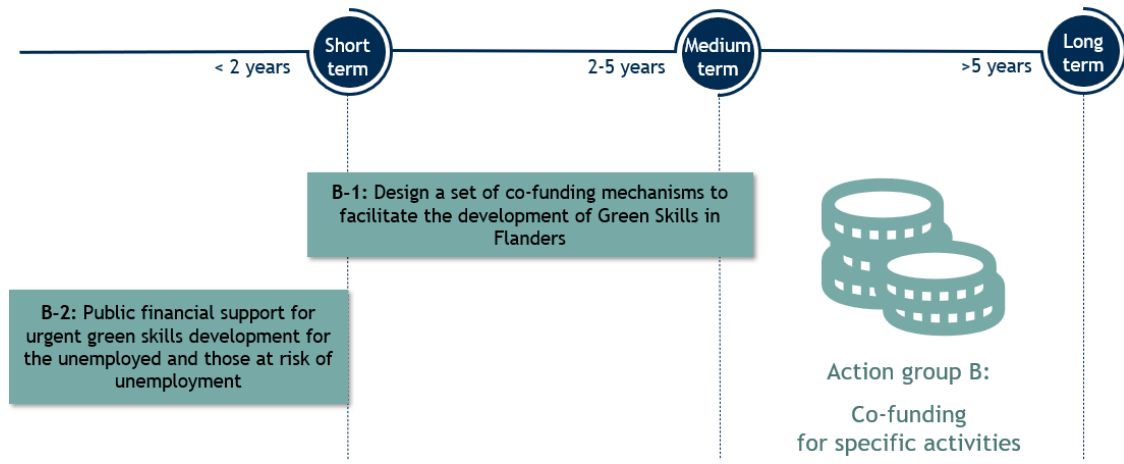 Short
term
Medium
term
Long
term
< 2 years
2-5 years
>5 years
B-1: Design a set of co-funding mechanisms to
facilitate the development of Green Skills in
Flanders
B-2: Public financial support for
urgent green skills development for
the unemployed and those at risk of
unemployment
Action group B:
Co-funding
for specific activities